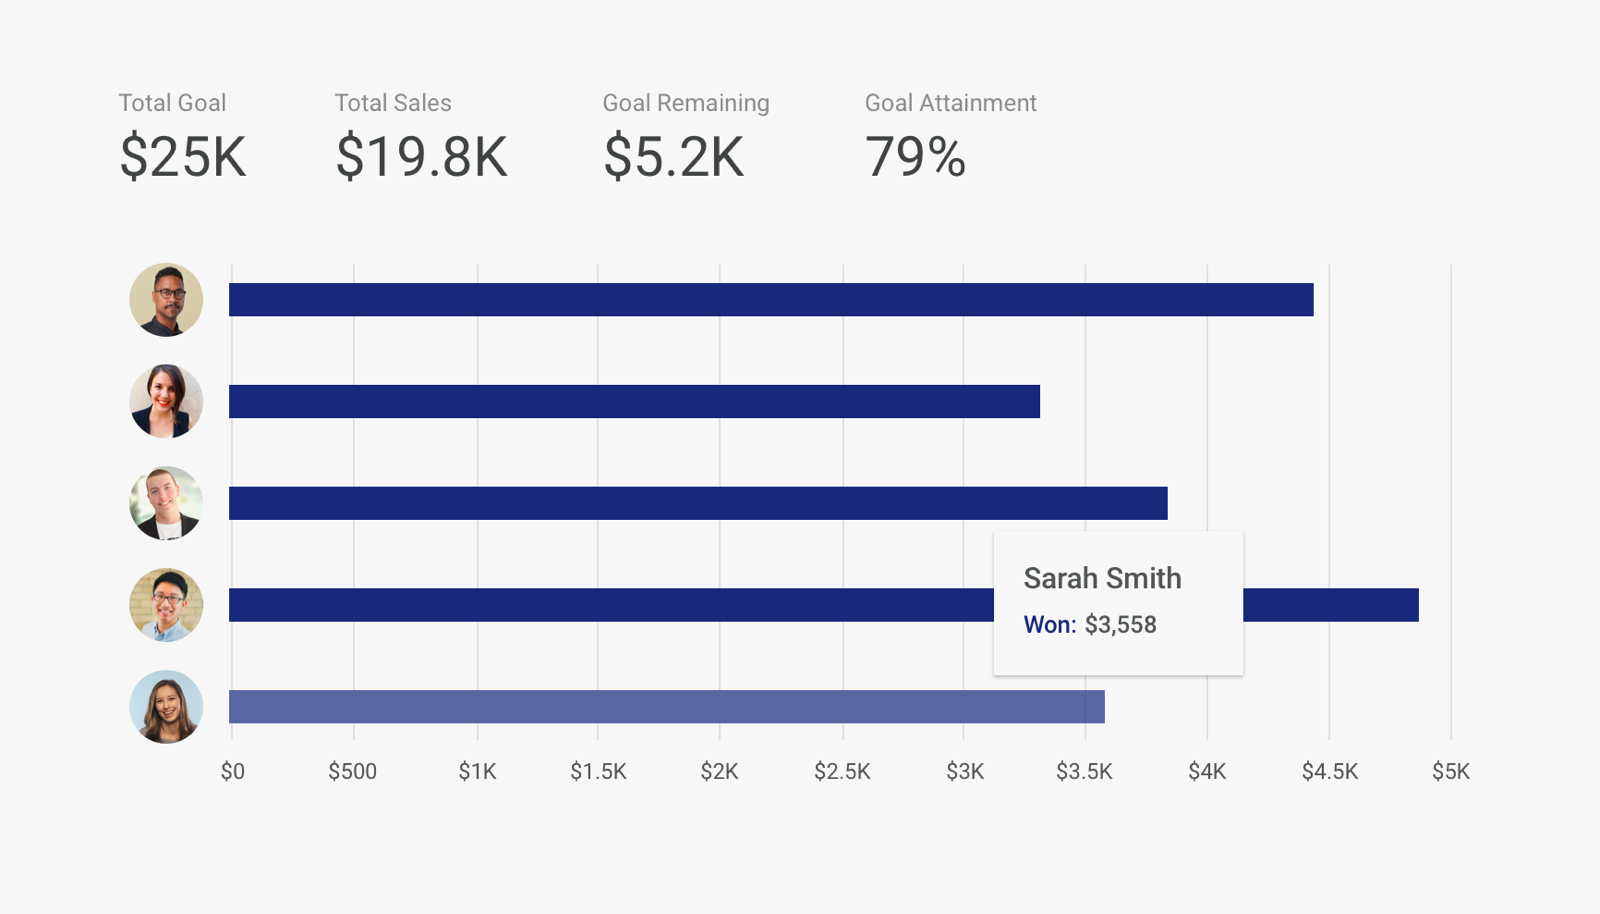 Total Goal Total Sales Goal Remaining Goal Attainment
$25K $19.8K $5.2K 79%
Sarah Smith
Won: $3,558
$0 $500 $1K $1.5K $2K $2.5K $3K $3.5K $4K $4.5K $5K